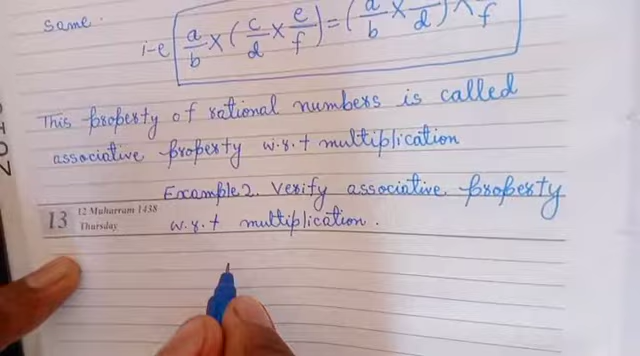 same.
i-e a/b × (c/d × e/f) = (a/b × /d) × /f
This property of rational numbers is called
associative property w.r.t multiplication
Example 2. Verify associative property
13 12 Muharram 1438
Thursday w.r.t multiplication.